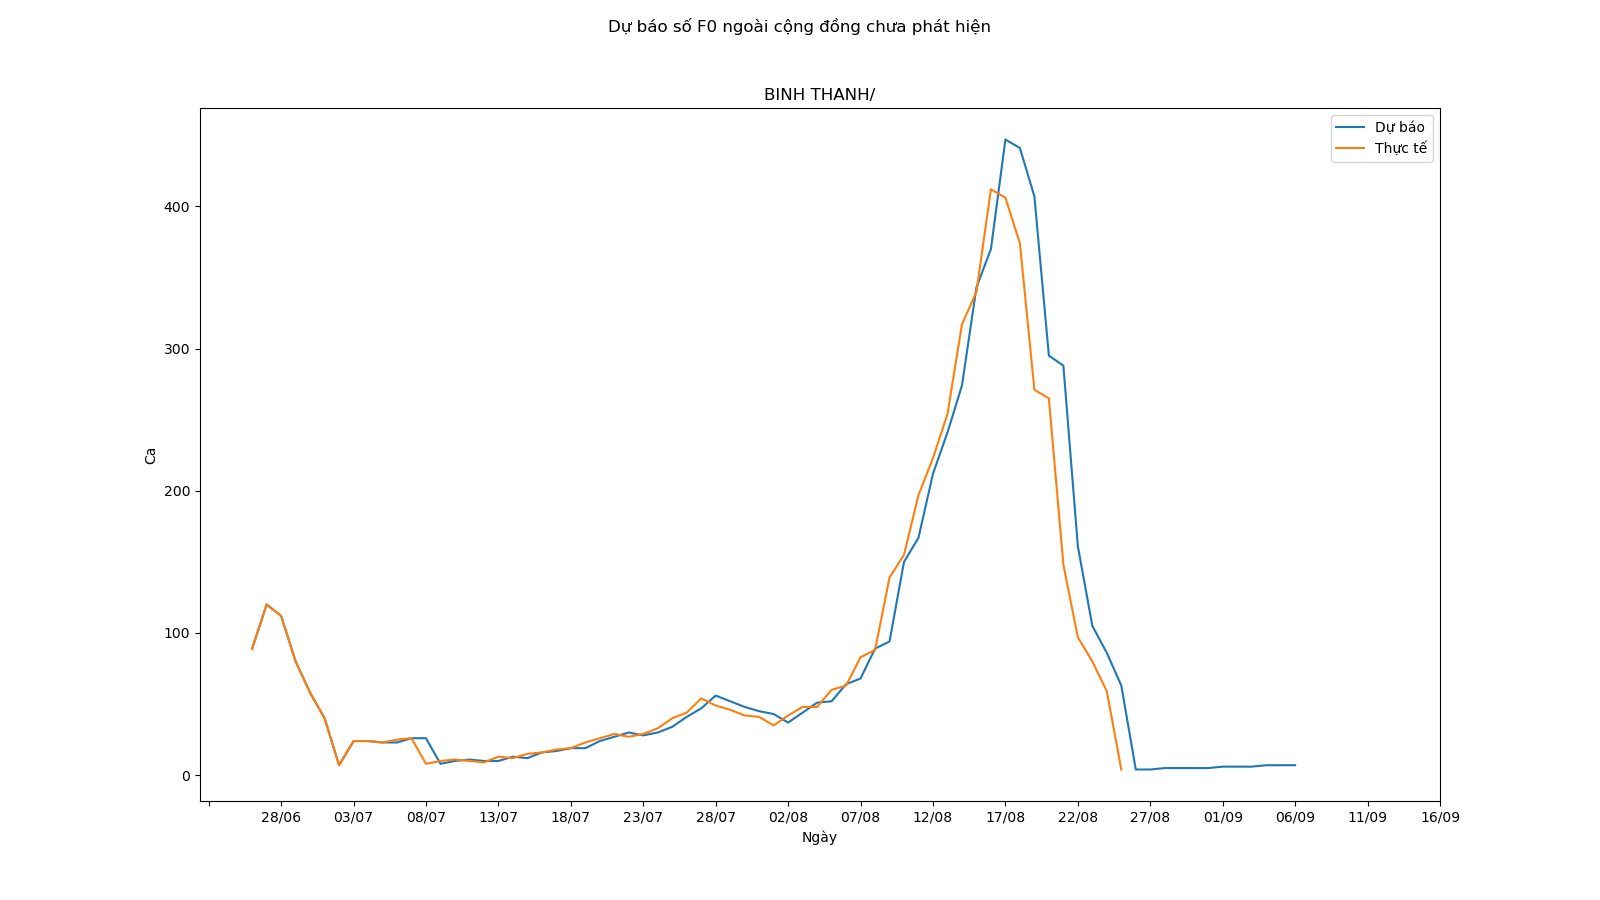 Dự báo số F0 ngoài cộng đồng chưa phát hiện
BINH THANH/
Dự báo
Thực tế
400
300
200
100
0
Ca
28/06 03/07 08/07 13/07 18/07 23/07 28/07 02/08 07/08 12/08 17/08 22/08 27/08 01/09 06/09 11/09 16/09
Ngày